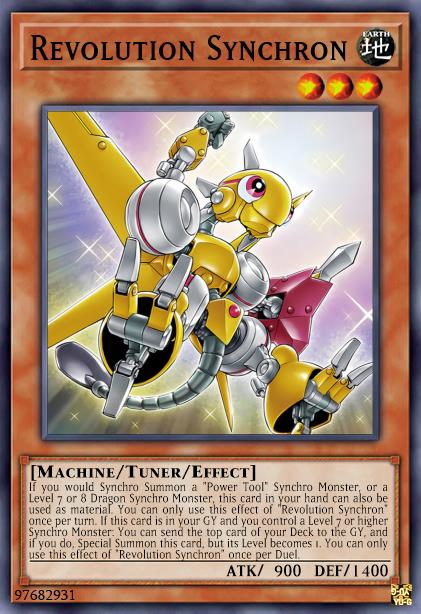 REVOLUTION SYNCHRON
EARTH
地
[MACHINE/TUNER/EFFECT]
If you would Synchro Summon a "Power Tool" Synchro Monster, or a
Level 7 or 8 Dragon Synchro Monster, this card in your hand can also be
used as material. You can only use this effect of "Revolution Synchron"
once per turn. If this card is in your GY and you control a Level 7 or higher
Synchro Monster: You can send the top card of your Deck to the GY, and
if you do, Special Summon this card, but its Level becomes 1. You can only
use this effect of "Revolution Synchron" once per Duel.
ATK/ 900 DEF/1400
97682931